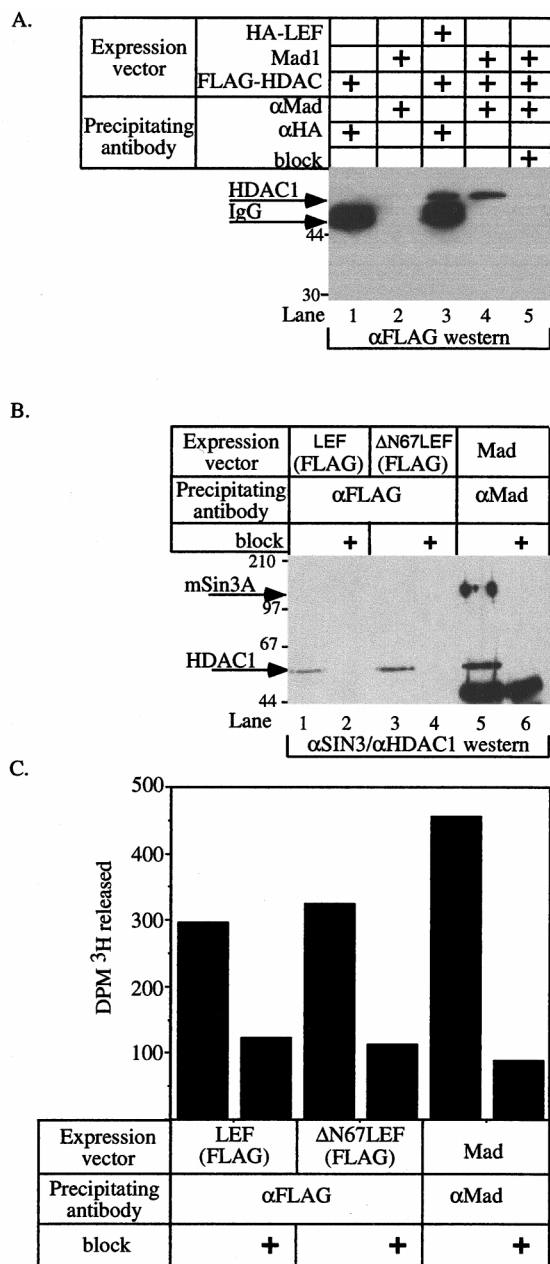 A.
HA-LEF
Expression vector Mad1 + + +
FLAG-HDAC + + + +
αMad + + +
Precipitating antibody αHA + +
block +
HDAC1
IgG
44
30
Lane 1 2 3 4 5
αFLAG western
B.
Expression vector LEF (FLAG) ΔN67LEF (FLAG) Mad
Precipitating antibody αFLAG αMad
block + + +
210
mSin3A
97
67
HDAC1
44
Lane 1 2 3 4 5 6
αSIN3/αHDAC1 western
C.
500
400
300
200
100
DPM ³H released
Expression vector LEF (FLAG) ΔN67LEF (FLAG) Mad
Precipitating antibody αFLAG αMad
block + + +